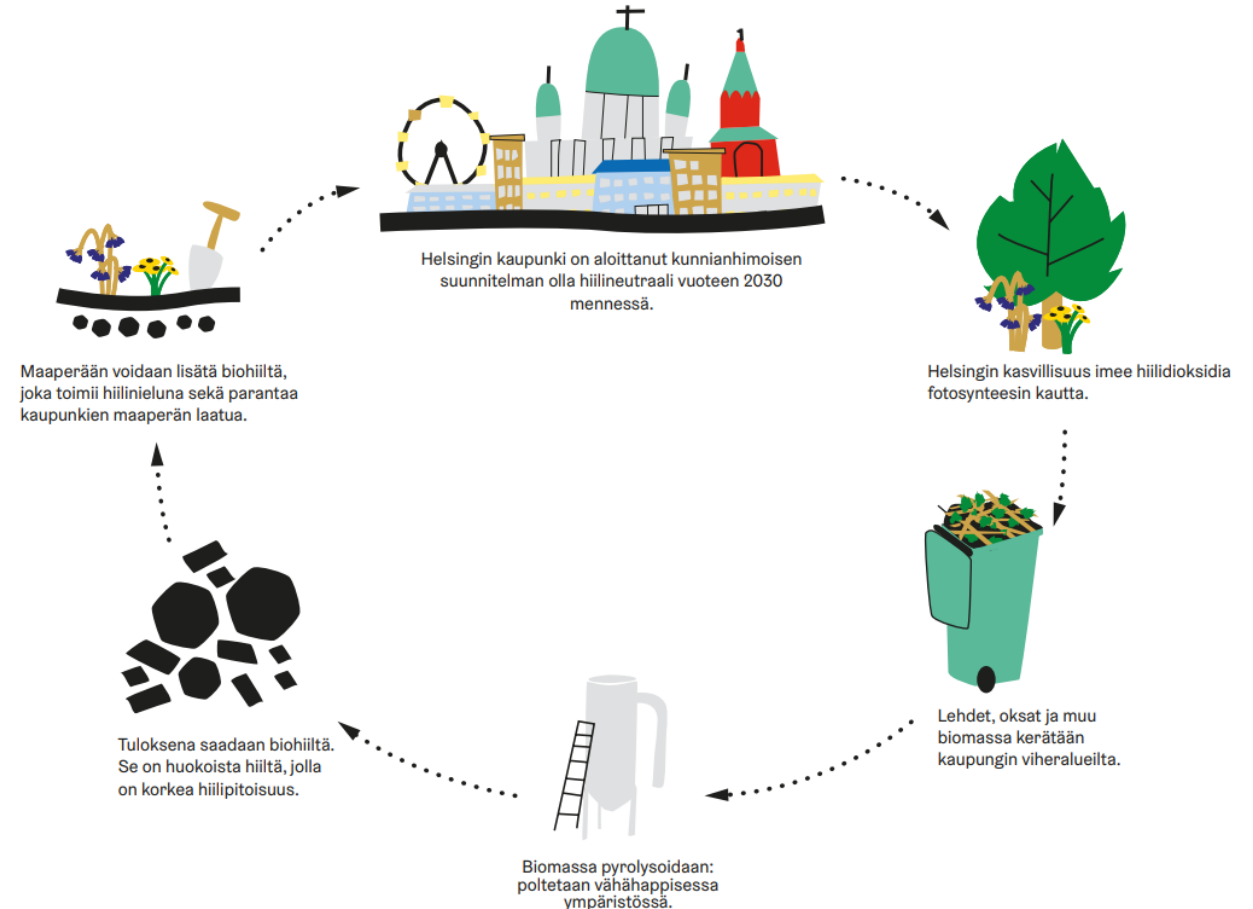 Helsingin kaupunki on aloittanut kunnianhimoisen
suunnitelman olla hiilineutraali vuoteen 2030
mennessä.
Helsingin kasvillisuus imee hiilidioksidia
fotosynteesin kautta.
Lehdet, oksat ja muu
biomassa kerätään
kaupungin viheralueilta.
Biomassa pyrolysoidaan:
poltetaan vähähappisessa
ympäristössä.
Tuloksena saadaan biohiiltä.
Se on huokoista hiiltä, jolla
on korkea hiilipitoisuus.
Maaperään voidaan lisätä biohiiltä,
joka toimii hiilinieluna sekä parantaa
kaupunkien maaperän laatua.